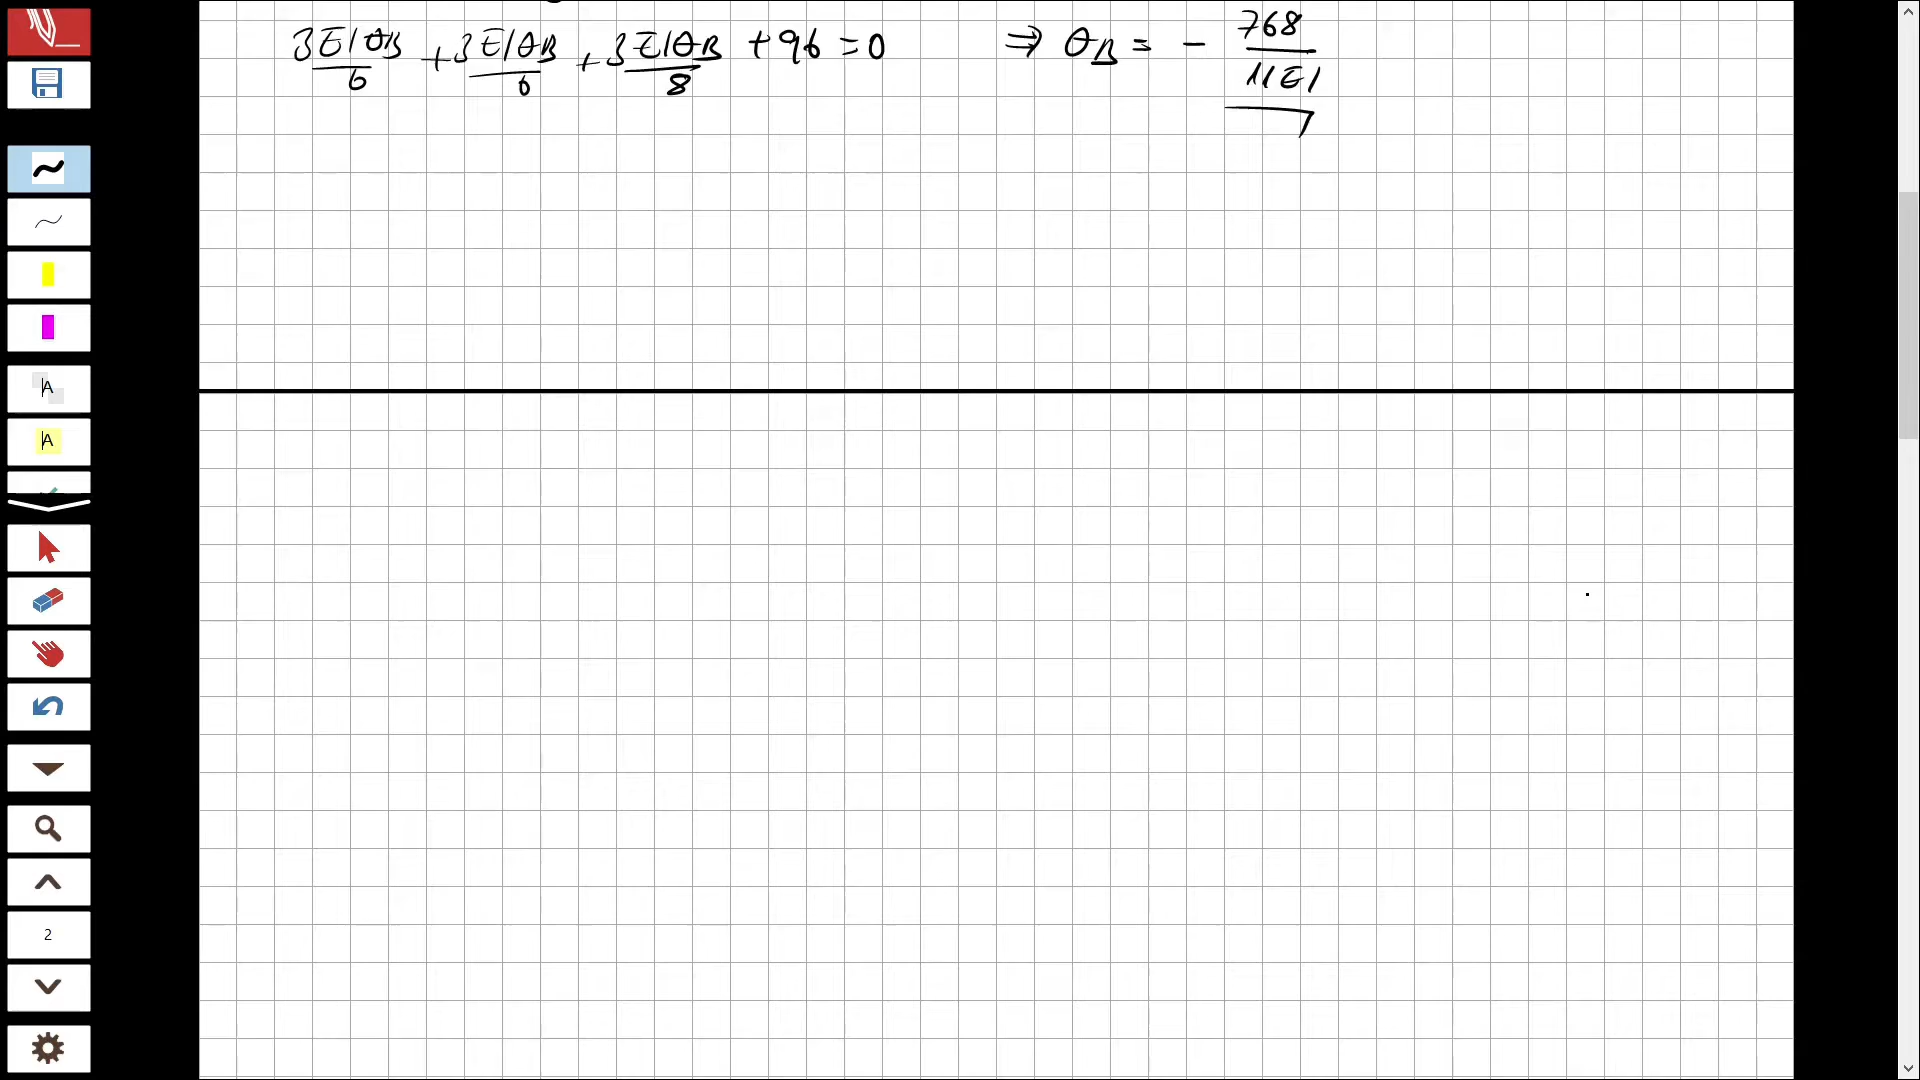 3EIθB/6 + 3EIθB/6 + 3EIθB/8 + 96 = 0 ⇒ θB = - 768/11EI
A
A
2